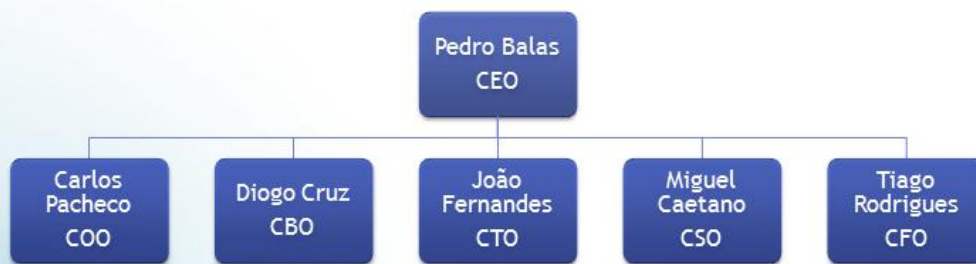 Pedro Balas
CEO
Carlos
Pacheco
COO
Diogo Cruz
CBO
João
Fernandes
CTO
Miguel
Caetano
CSO
Tiago
Rodrigues
CFO